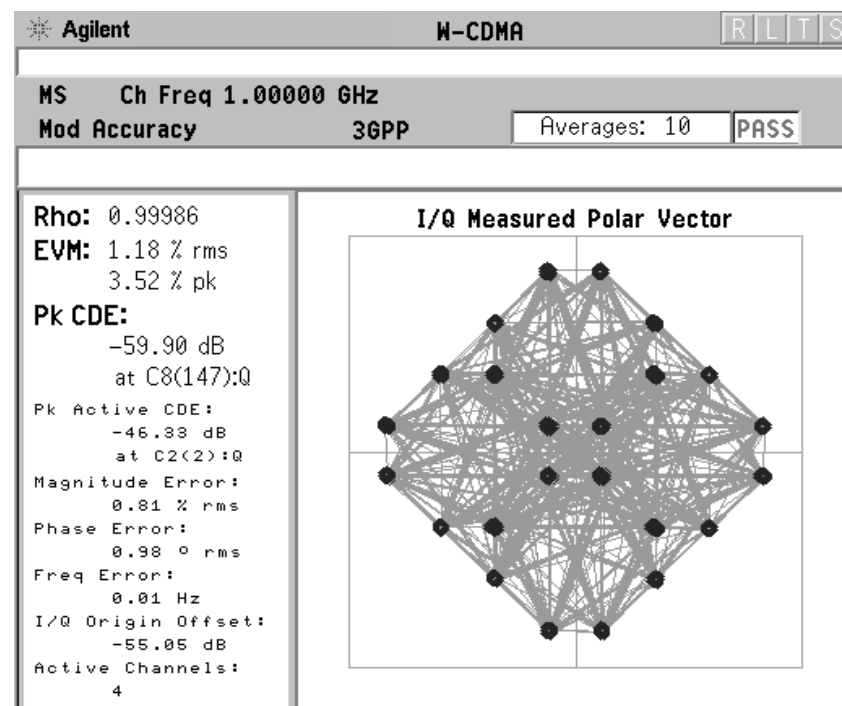 Agilent W-CDMA R L T S
MS Ch Freq 1.00000 GHz
Mod Accuracy 3GPP Averages: 10 PASS
Rho: 0.99986
EVM: 1.18 % rms
3.52 % pk
Pk CDE:
-59.90 dB
at C8(147):Q
Pk Active CDE:
-46.33 dB
at C2(2):Q
Magnitude Error:
0.81 % rms
Phase Error:
0.98 º rms
Freq Error:
0.01 Hz
I/Q Origin Offset:
-55.05 dB
Active Channels:
4
I/Q Measured Polar Vector